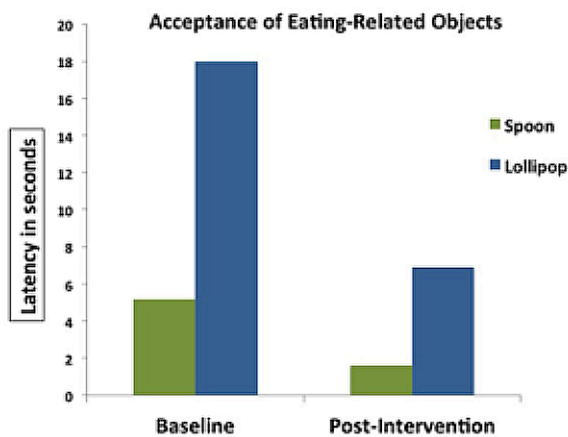 Acceptance of Eating-Related Objects
Latency in seconds
20
18
16
14
12
10
8
6
4
2
0
Spoon
Lollipop
Baseline
Post-Intervention